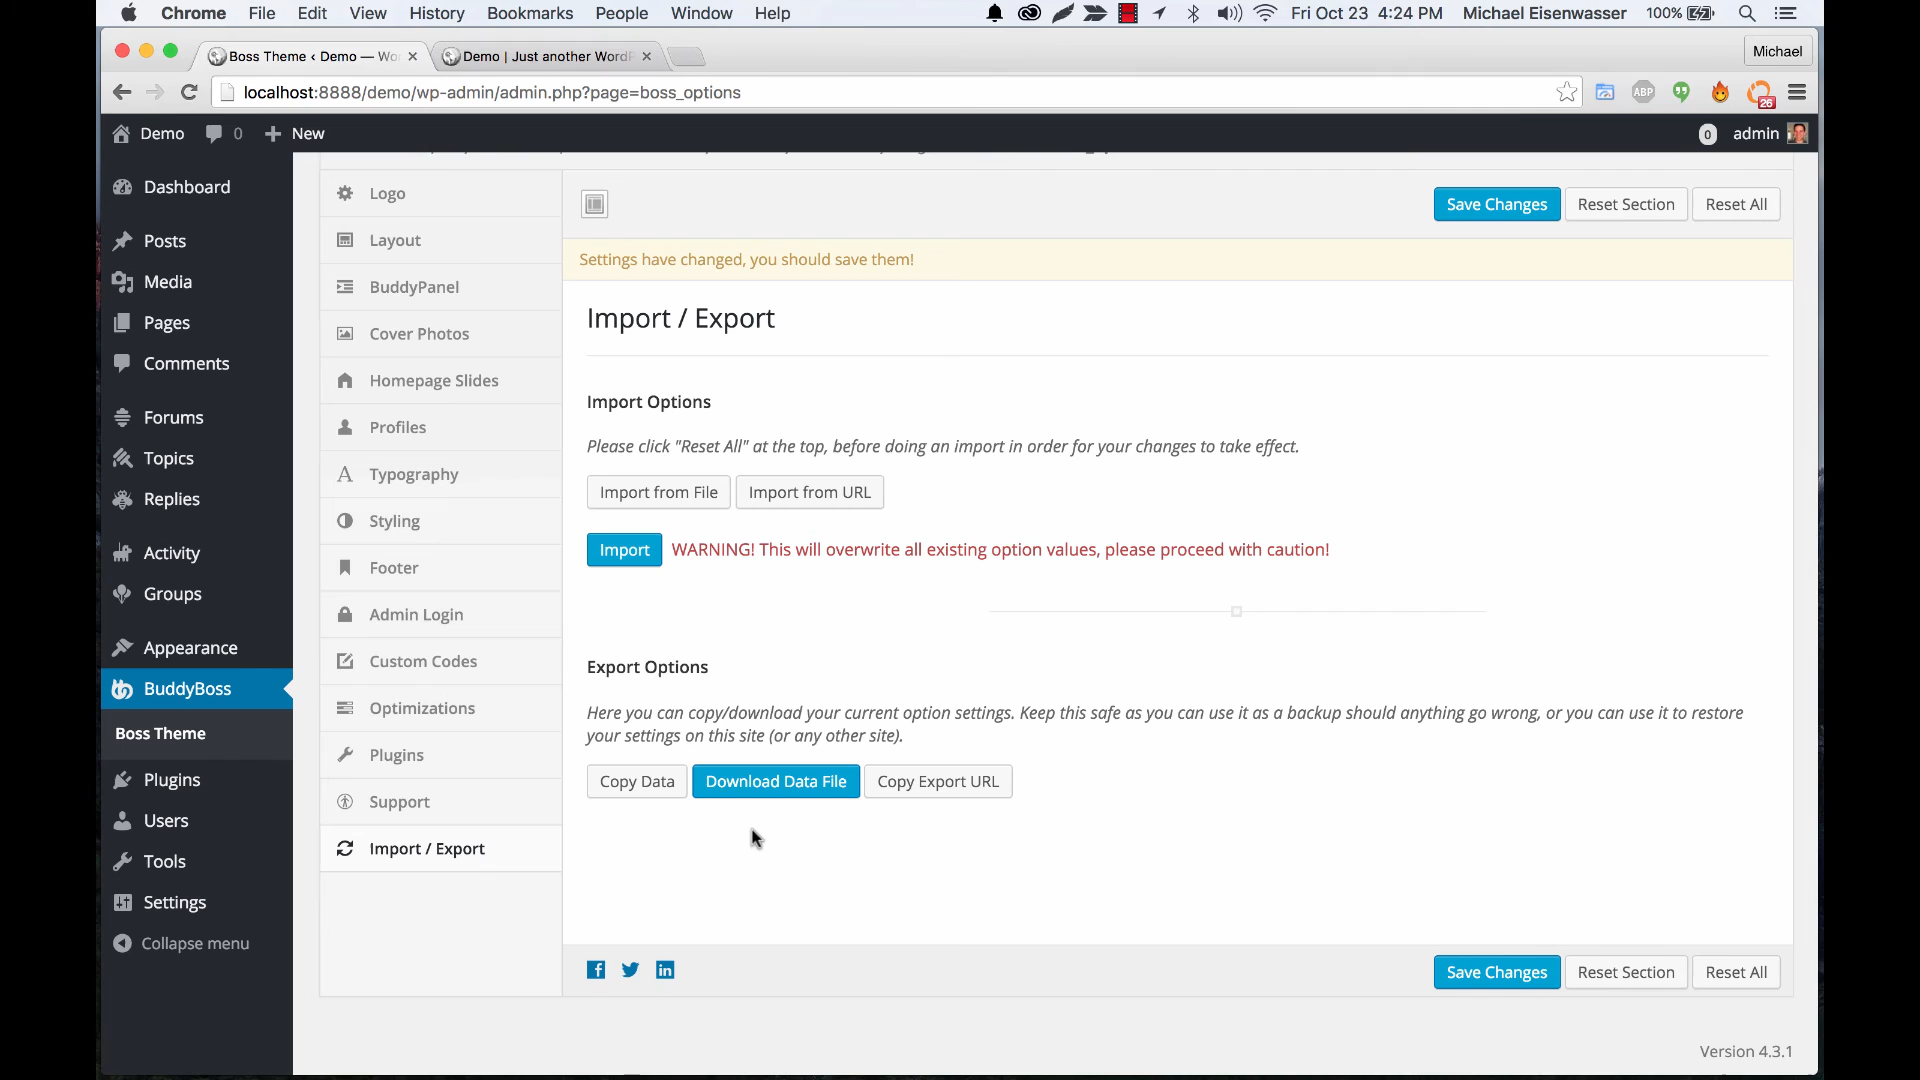 Chrome File Edit View History Bookmarks People Window Help Fri Oct 23 4:24 PM Michael Eisenwasser 100%
Boss Theme ‹ Demo — Wo
Demo | Just another WordP
Michael
localhost:8888/demo/wp-admin/admin.php?page=boss_options
ABP
26
Demo 0 New 0 admin
Dashboard
Posts
Media
Pages
Comments
Forums
Topics
Replies
Activity
Groups
Appearance
BuddyBoss
Boss Theme
Plugins
Users
Tools
Settings
Collapse menu
Logo
Layout
BuddyPanel
Cover Photos
Homepage Slides
Profiles
Typography
Styling
Footer
Admin Login
Custom Codes
Optimizations
Plugins
Support
Import / Export
Save Changes Reset Section Reset All
Settings have changed, you should save them!
Import / Export
Import Options
Please click "Reset All" at the top, before doing an import in order for your changes to take effect.
Import from File Import from URL
Import WARNING! This will overwrite all existing option values, please proceed with caution!
Export Options
Here you can copy/download your current option settings. Keep this safe as you can use it as a backup should anything go wrong, or you can use it to restore
your settings on this site (or any other site).
Copy Data Download Data File Copy Export URL
Save Changes Reset Section Reset All
Version 4.3.1